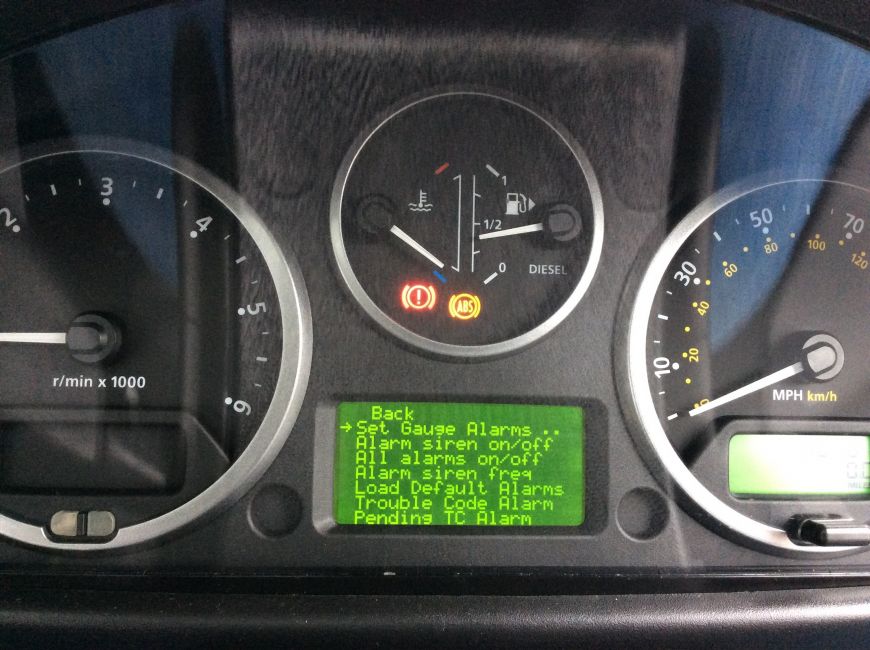 2
3
4
5
6
r/min x 1000
1
1/2
0
DIESEL
ABS
Back
→Set Gauge Alarms ..
Alarm siren on/off
All alarms on/off
Alarm siren freq
Load Default Alarms
Trouble Code Alarm
Pending TC Alarm
10
30
50
70
20
40
60
80
100
120
MPH km/h